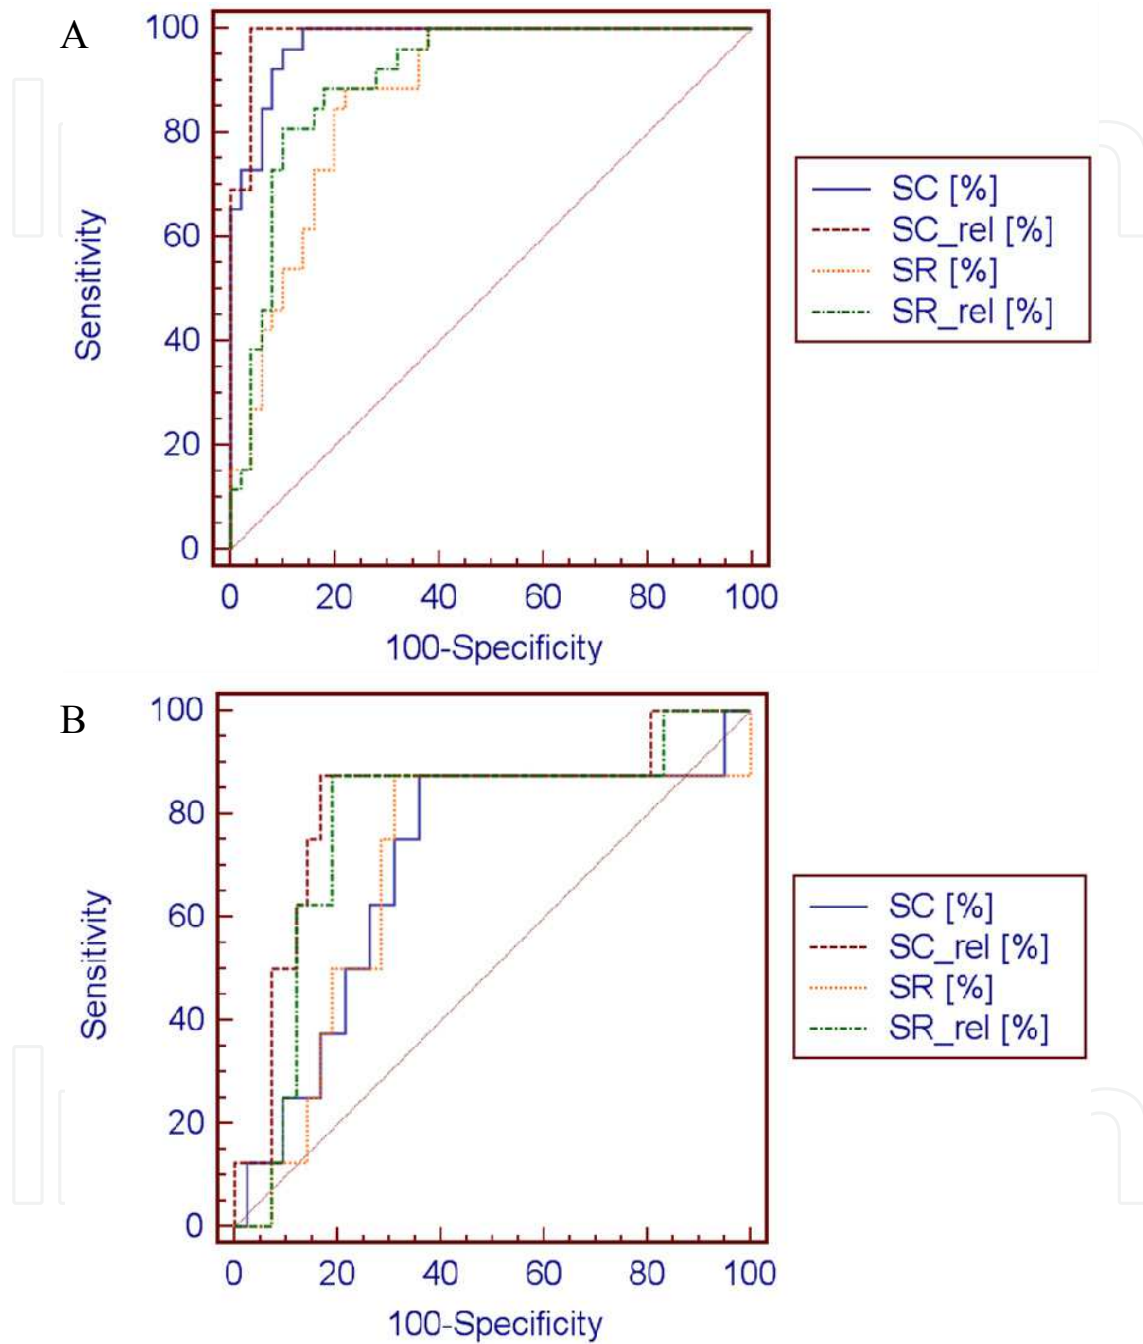 A
100
80
60
40
20
0
Sensitivity
0 20 40 60 80 100
100-Specificity
SC [%]
SC_rel [%]
SR [%]
SR_rel [%]
B
100
80
60
40
20
0
Sensitivity
0 20 40 60 80 100
100-Specificity
SC [%]
SC_rel [%]
SR [%]
SR_rel [%]